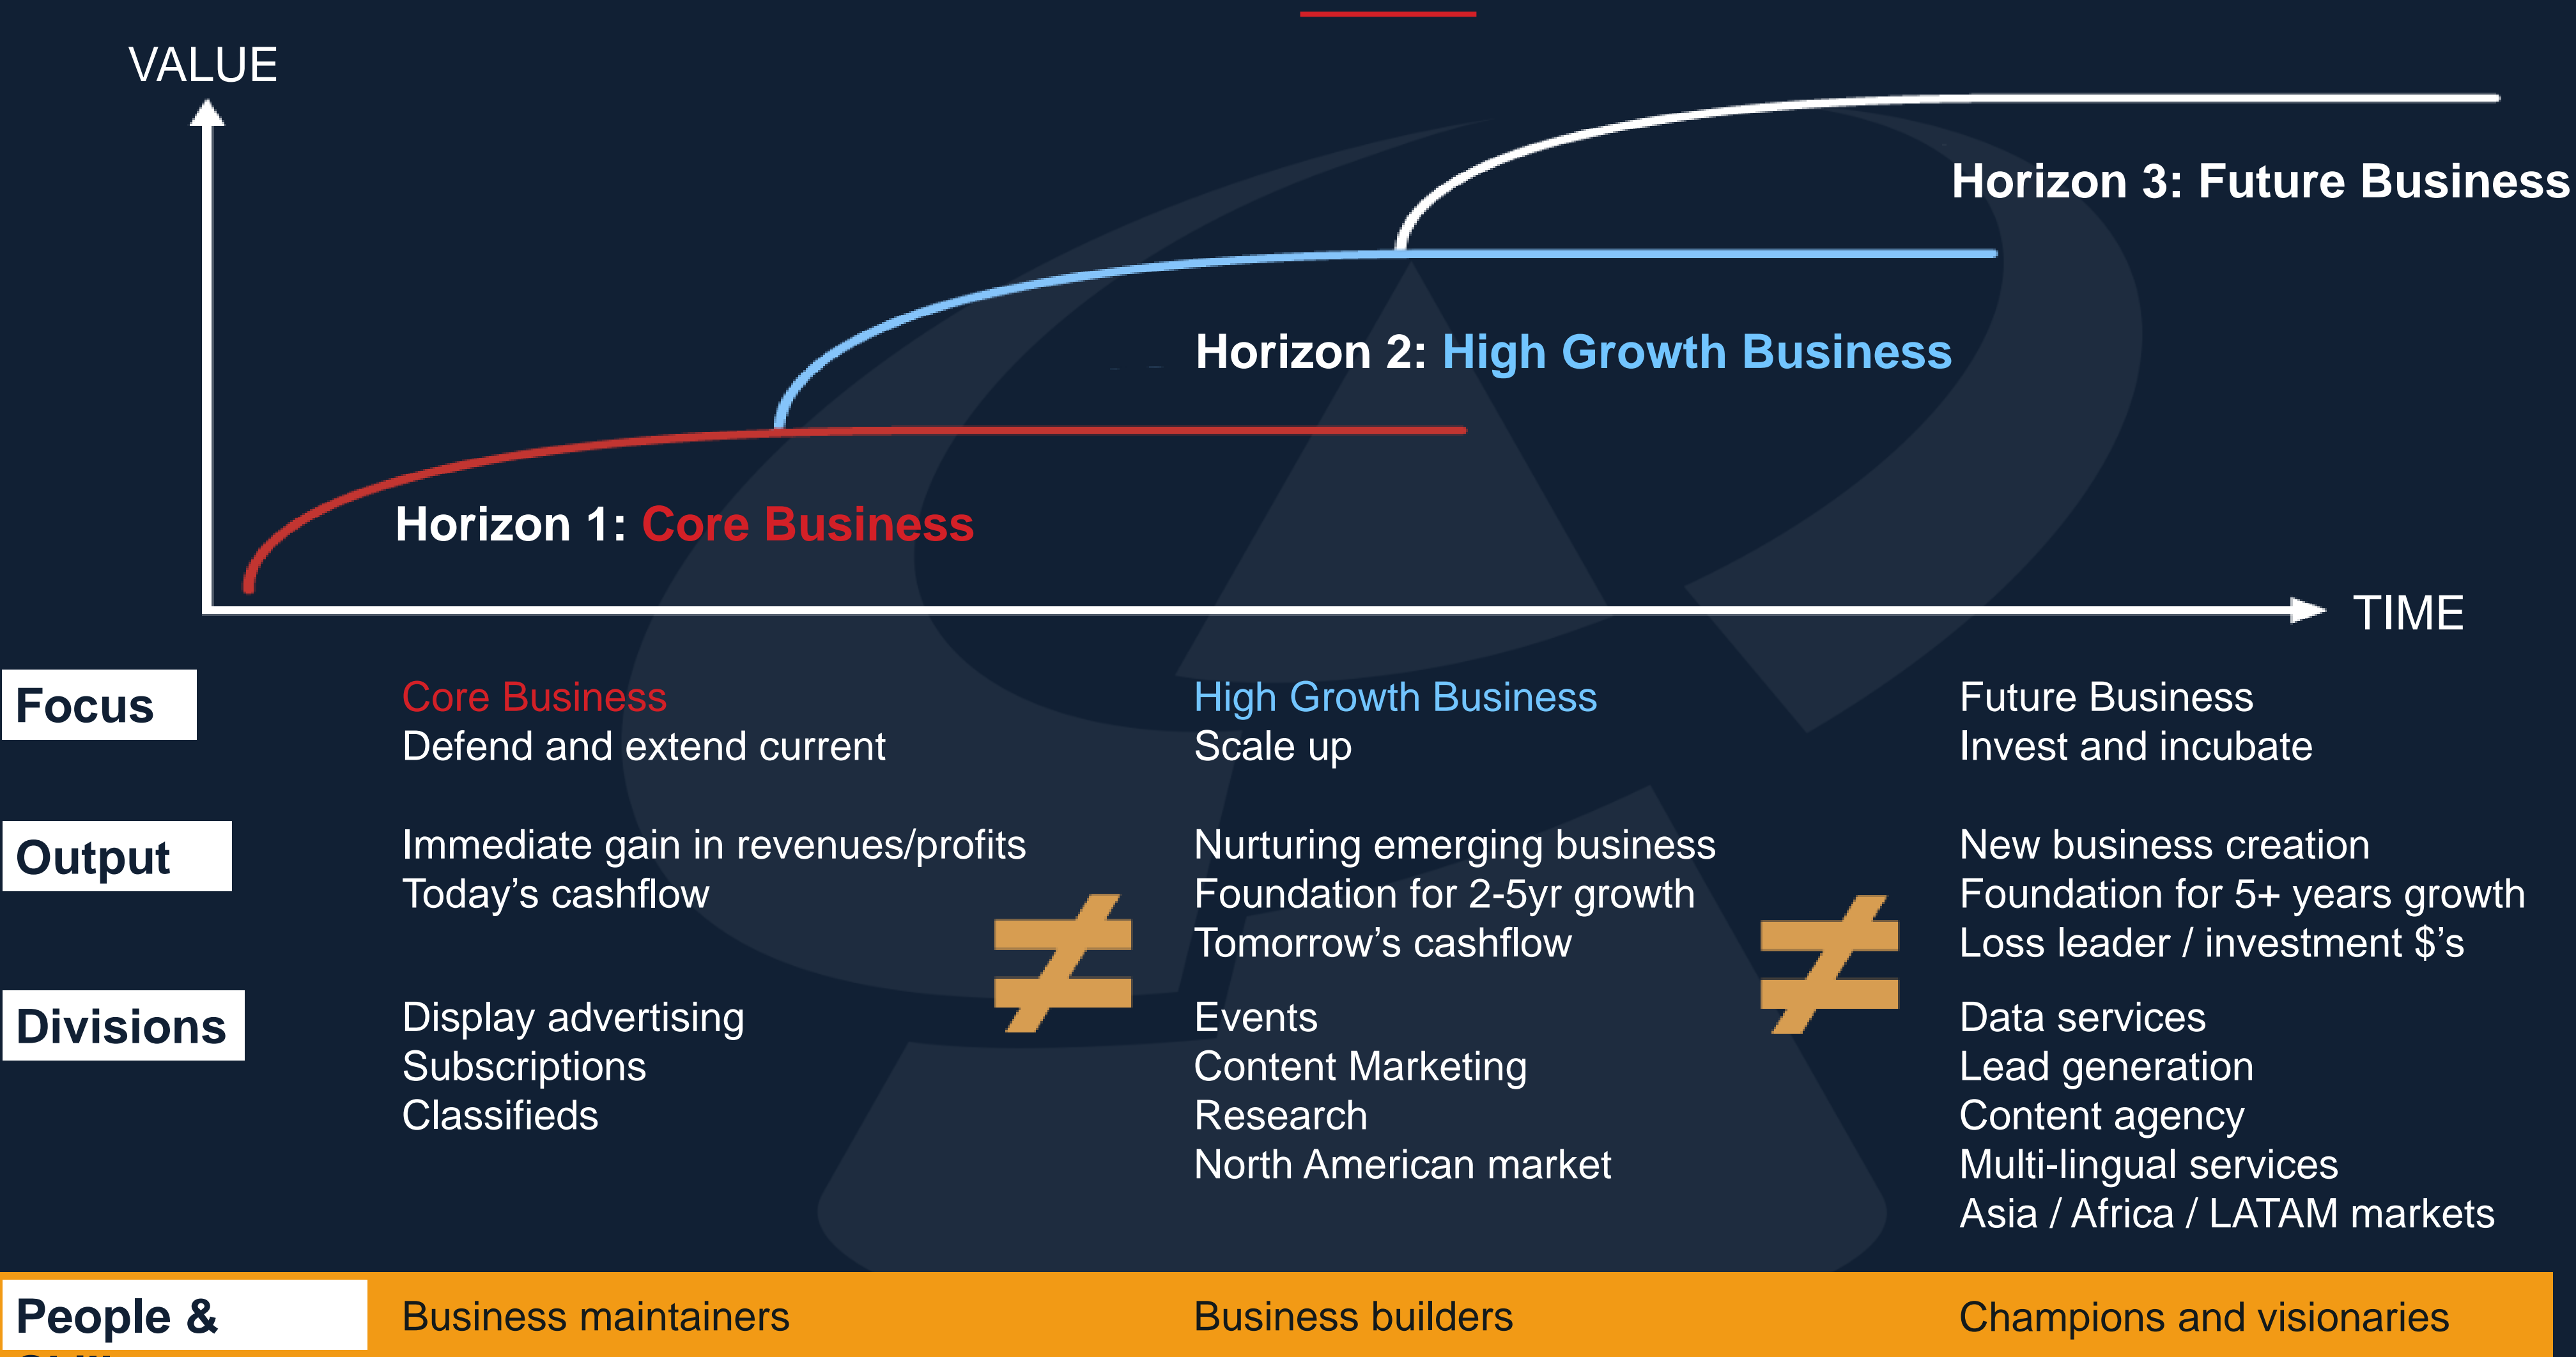 VALUE
Horizon 3: Future Business
Horizon 2: High Growth Business
Horizon 1: Core Business
TIME
Focus
Core Business
Defend and extend current
High Growth Business
Scale up
Future Business
Invest and incubate
Output
Immediate gain in revenues/profits
Today’s cashflow
≠
Nurturing emerging business
Foundation for 2-5yr growth
Tomorrow’s cashflow
≠
New business creation
Foundation for 5+ years growth
Loss leader / investment $’s
Divisions
Display advertising
Subscriptions
Classifieds
Events
Content Marketing
Research
North American market
Data services
Lead generation
Content agency
Multi-lingual services
Asia / Africa / LATAM markets
People &
Business maintainers
Business builders
Champions and visionaries